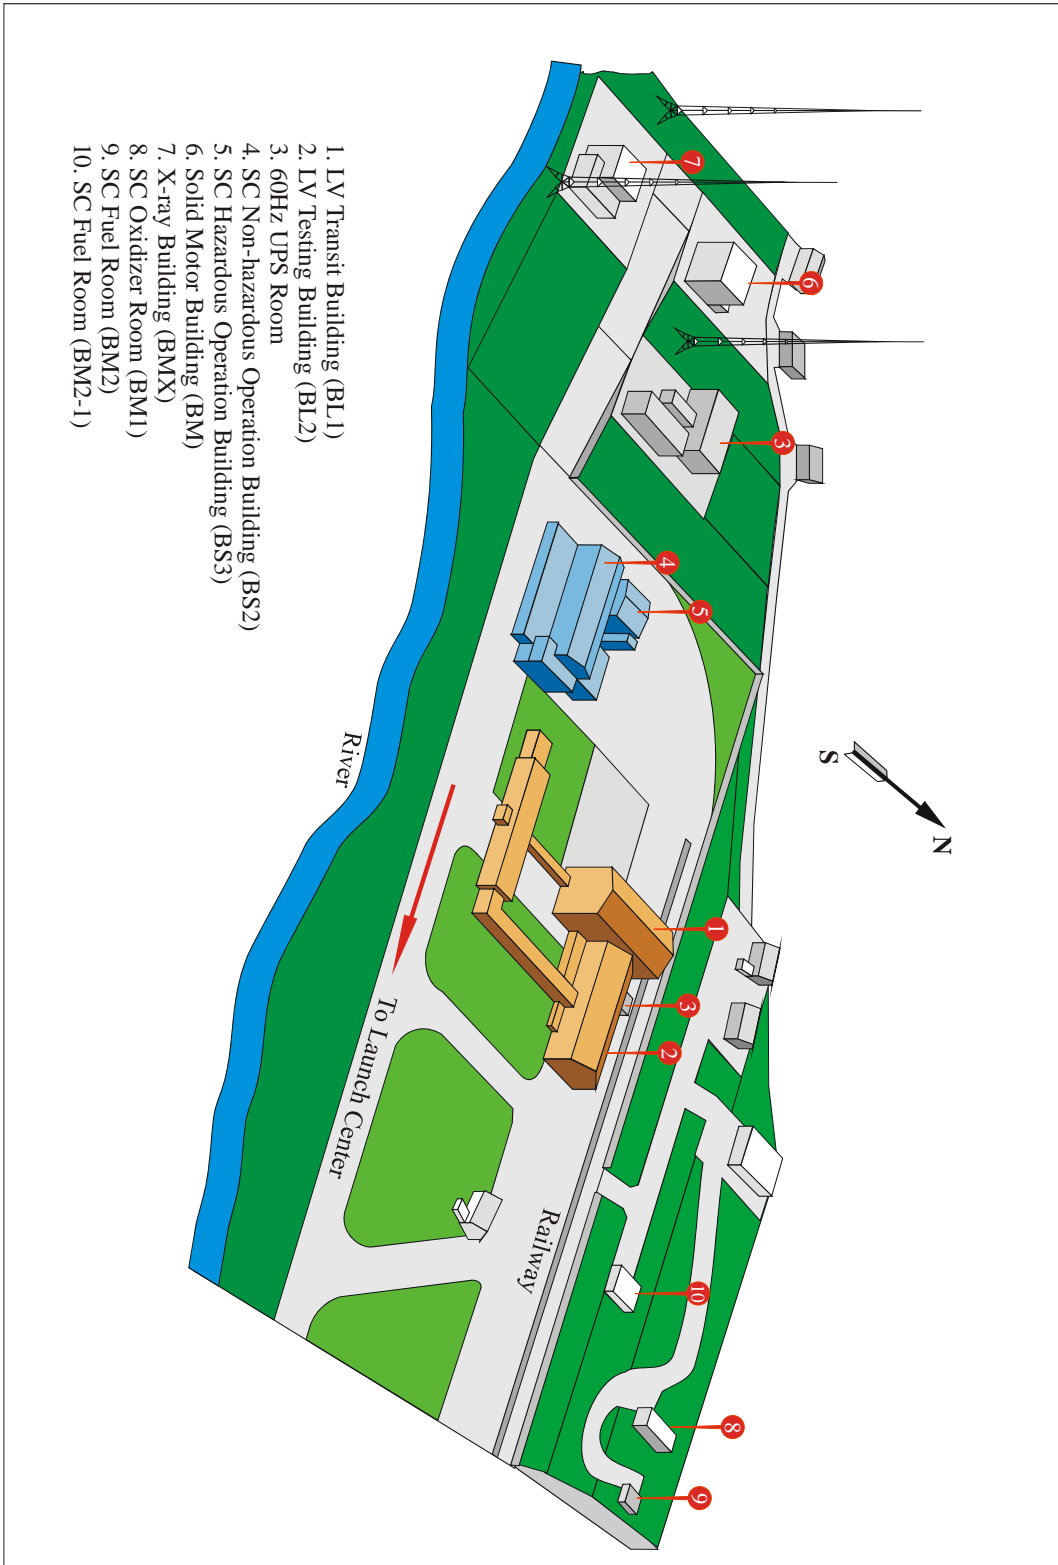 1. LV Transit Building (BL1)
2. LV Testing Building (BL2)
3. 60Hz UPS Room
4. SC Non-hazardous Operation Building (BS2)
5. SC Hazardous Operation Building (BS3)
6. Solid Motor Building (BM)
7. X-ray Building (BMX)
8. SC Oxidizer Room (BM1)
9. SC Fuel Room (BM2)
10. SC Fuel Room (BM2-1)
7
6
3
4
5
S
N
River
1
3
2
To Launch Center
Railway
10
8
9